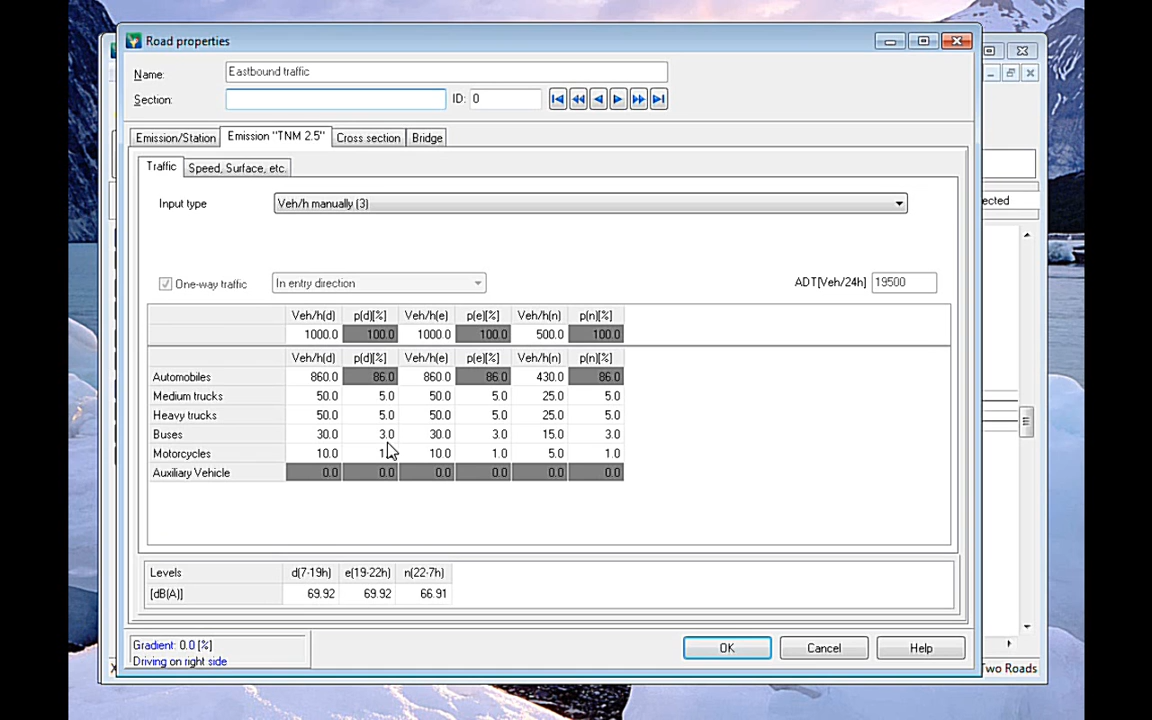 Road properties
Name: Eastbound traffic
Section: ID: 0
Emission/Station Emission "TNM 2.5" Cross section Bridge
Traffic Speed, Surface, etc.
ected
Input type Veh/h manually (3)
One-way traffic In entry direction ADT[Veh/24h] 19500
Veh/h(d) p(d)[%] Veh/h(e) p(e)[%] Veh/h(n) p(n)[%]
1000.0 100.0 1000.0 100.0 500.0 100.0
Veh/h(d) p(d)[%] Veh/h(e) p(e)[%] Veh/h(n) p(n)[%]
Automobiles 860.0 86.0 860.0 86.0 430.0 86.0
Medium trucks 50.0 5.0 50.0 5.0 25.0 5.0
Heavy trucks 50.0 5.0 50.0 5.0 25.0 5.0
Buses 30.0 3.0 30.0 3.0 15.0 3.0
Motorcycles 10.0 1. 10.0 1.0 5.0 1.0
Auxiliary Vehicle 0.0 0.0 0.0 0.0 0.0 0.0
Levels d(7-19h) e(19-22h) n(22-7h)
[dB(A)] 69.92 69.92 66.91
Gradient: 0.0 [%]
Driving on right side
OK Cancel Help
Two Roads